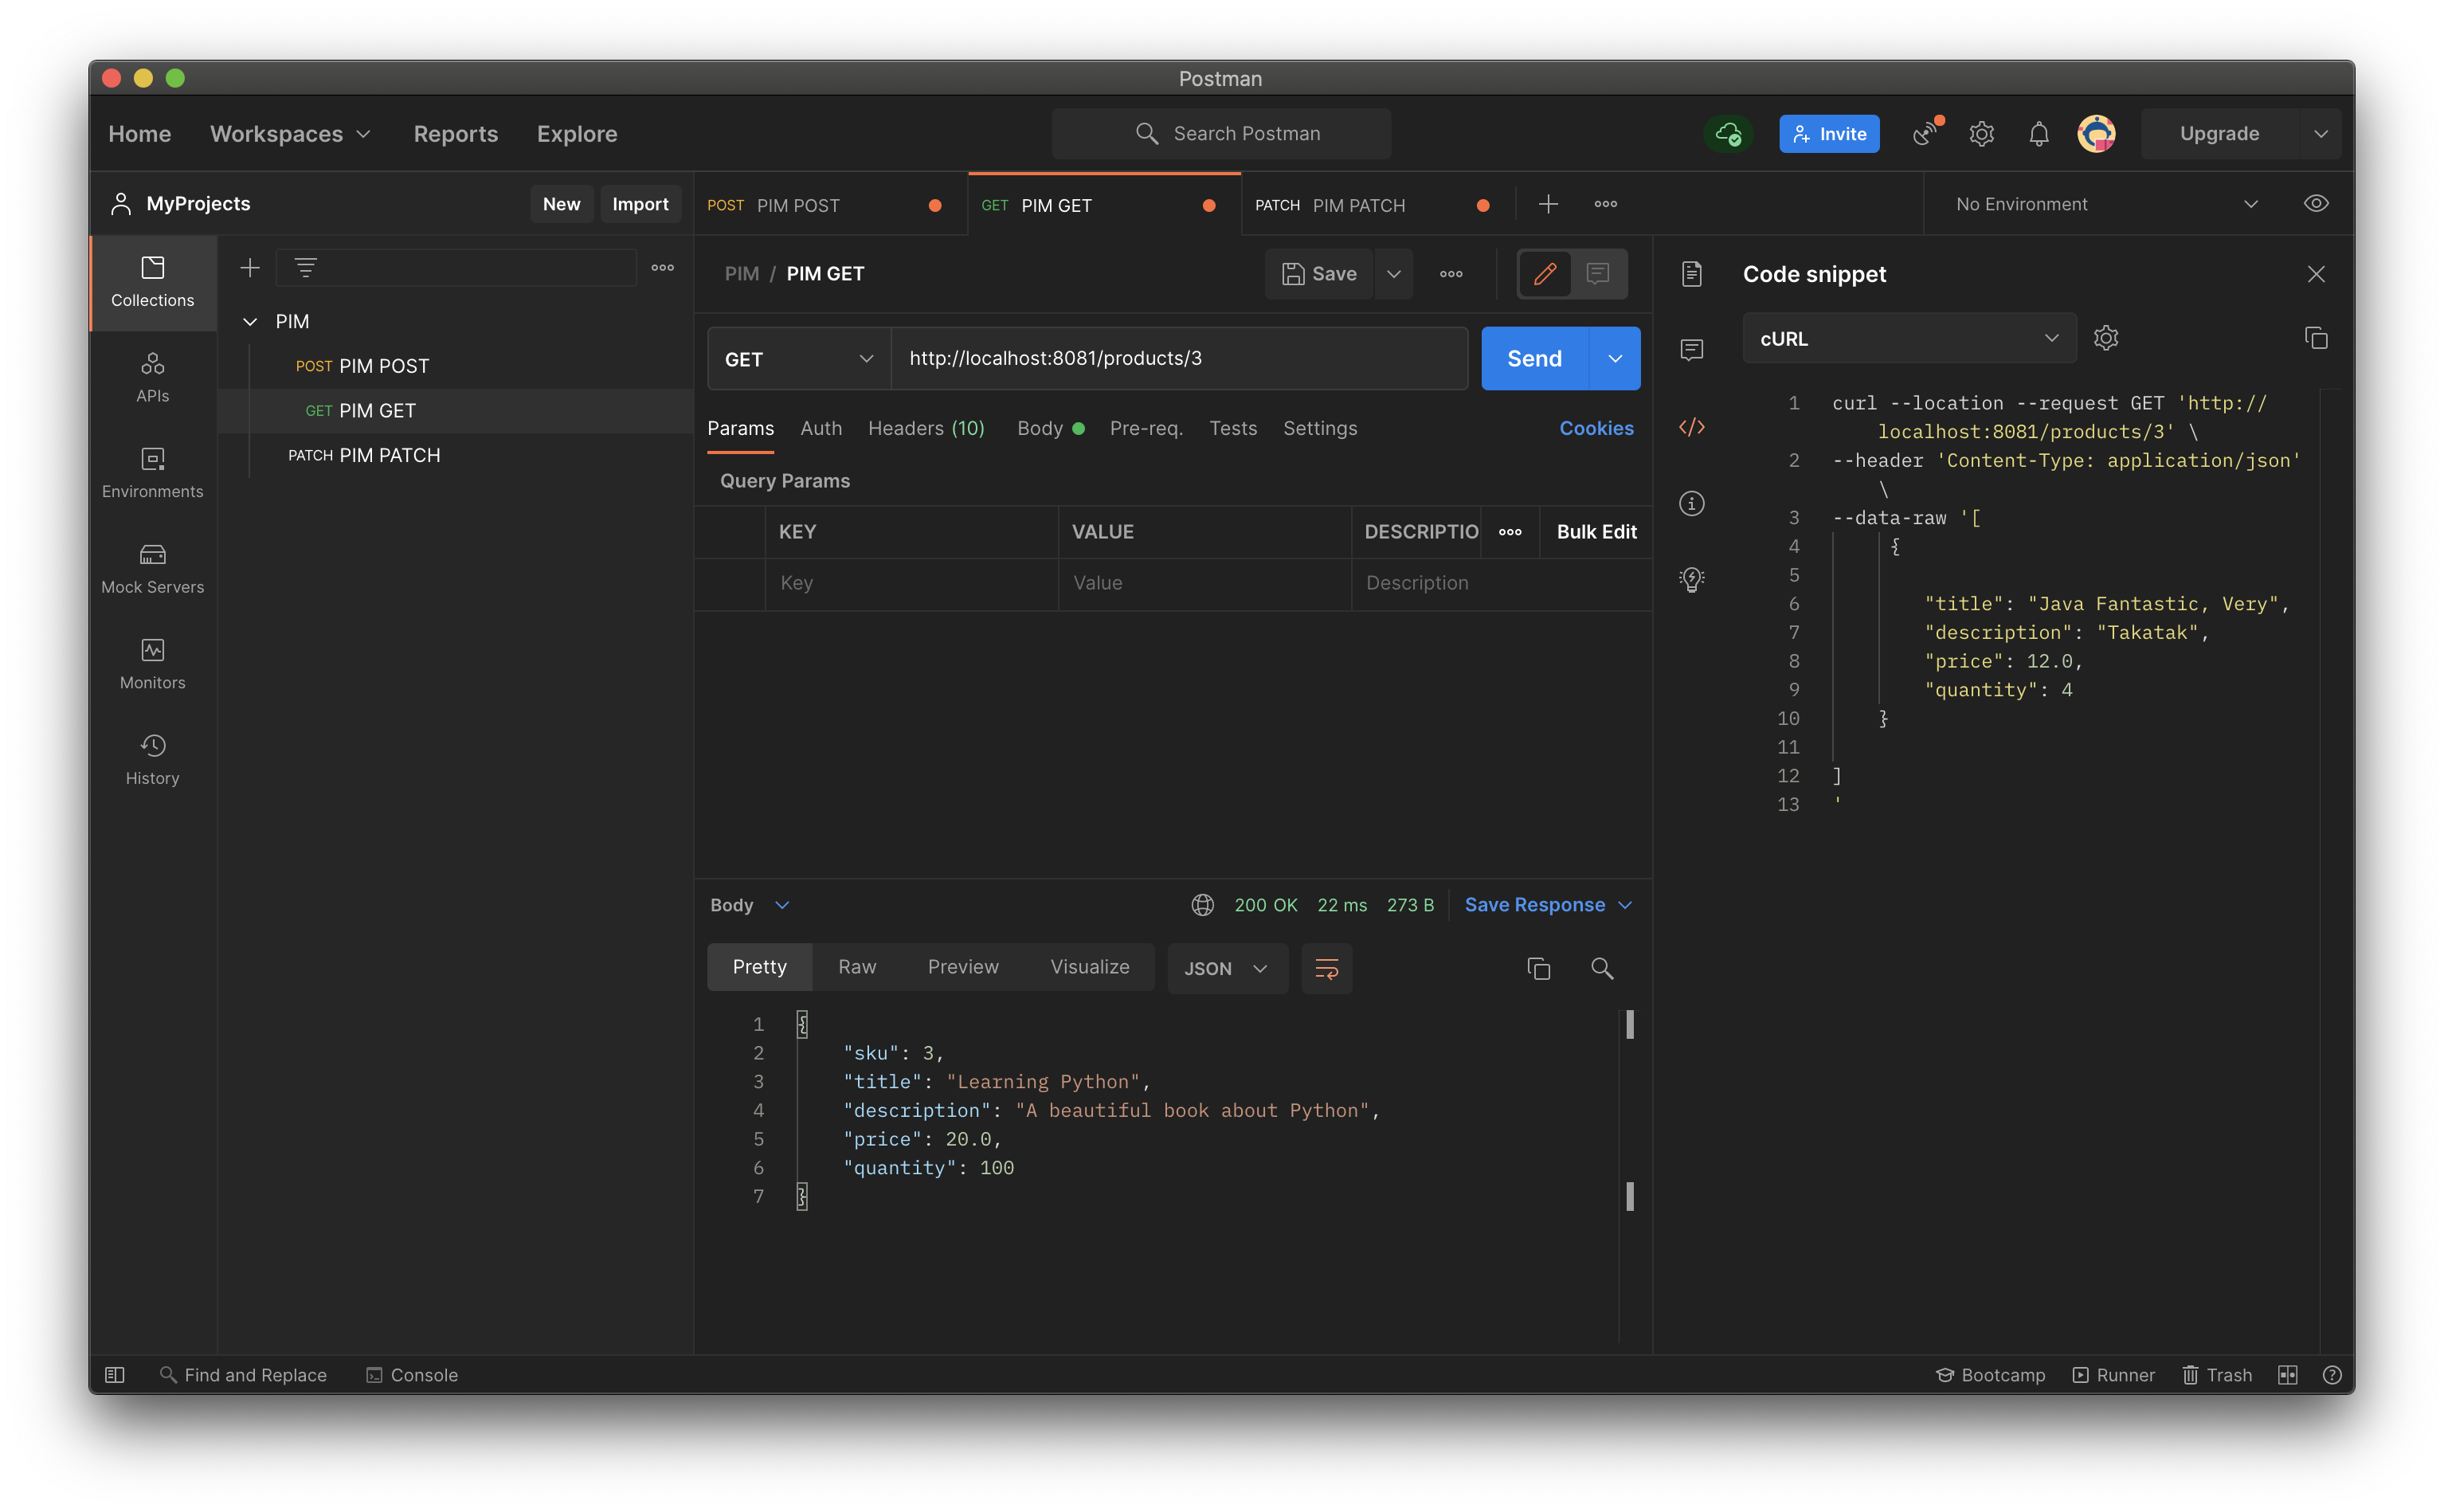 Postman
Home Workspaces Reports Explore Search Postman Invite Upgrade
MyProjects New Import
POST PIM POST GET PIM GET PATCH PIM PATCH No Environment
Collections
APIs
Environments
Mock Servers
Monitors
History
PIM
POST PIM POST
GET PIM GET
PATCH PIM PATCH
PIM / PIM GET Save
GET http://localhost:8081/products/3 Send
Params Auth Headers (10) Body Pre-req. Tests Settings Cookies
Query Params
KEY VALUE DESCRIPTIO Bulk Edit
Key Value Description
Body 200 OK 22 ms 273 B Save Response
Pretty Raw Preview Visualize JSON
1 {
2 "sku": 3,
3 "title": "Learning Python",
4 "description": "A beautiful book about Python",
5 "price": 20.0,
6 "quantity": 100
7 }
Code snippet
cURL
1 curl --location --request GET 'http://
localhost:8081/products/3' \
2 --header 'Content-Type: application/json'
\
3 --data-raw '[
4 {
5
6 "title": "Java Fantastic, Very",
7 "description": "Takatak",
8 "price": 12.0,
9 "quantity": 4
10 }
11
12 ]
13 '
Find and Replace Console Bootcamp Runner Trash